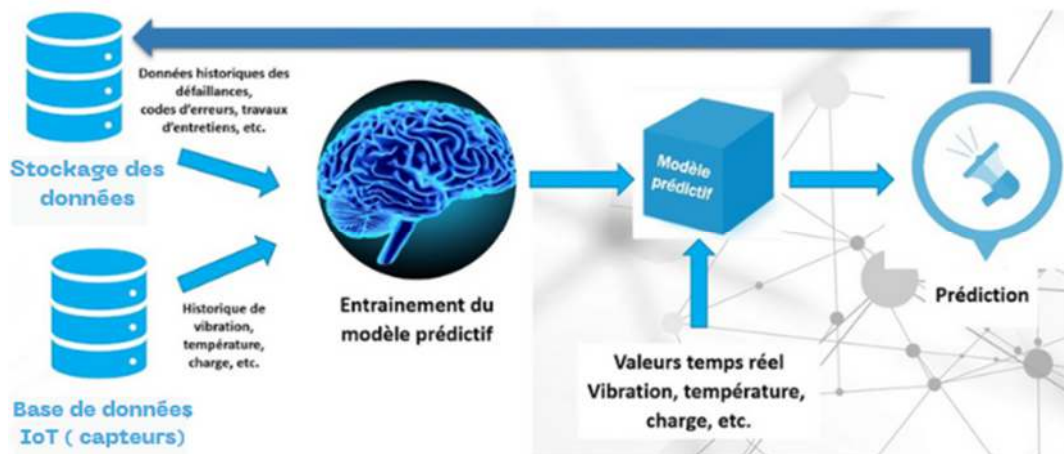 Données historiques des
défaillances,
codes d'erreurs, travaux
d'entretiens, etc.
Stockage des
données
Historique de
vibration,
température,
charge, etc.
Base de données
IoT ( capteurs)
Entrainement du
modèle prédictif
Modèle
prédictif
Valeurs temps réel
Vibration, température,
charge, etc.
Prédiction